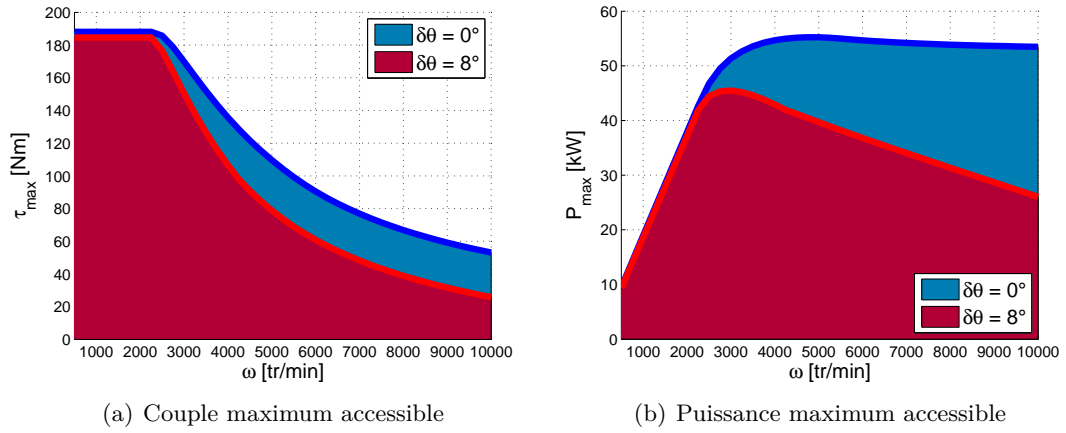 200
180
160
140
120
100
80
60
40
20
0
τmax [Nm]
1000 2000 3000 4000 5000 6000 7000 8000 9000 10000
ω [tr/min]
δθ = 0°
δθ = 8°
(a) Couple maximum accessible
60
50
40
30
20
10
0
Pmax [kW]
1000 2000 3000 4000 5000 6000 7000 8000 9000 10000
ω [tr/min]
δθ = 0°
δθ = 8°
(b) Puissance maximum accessible